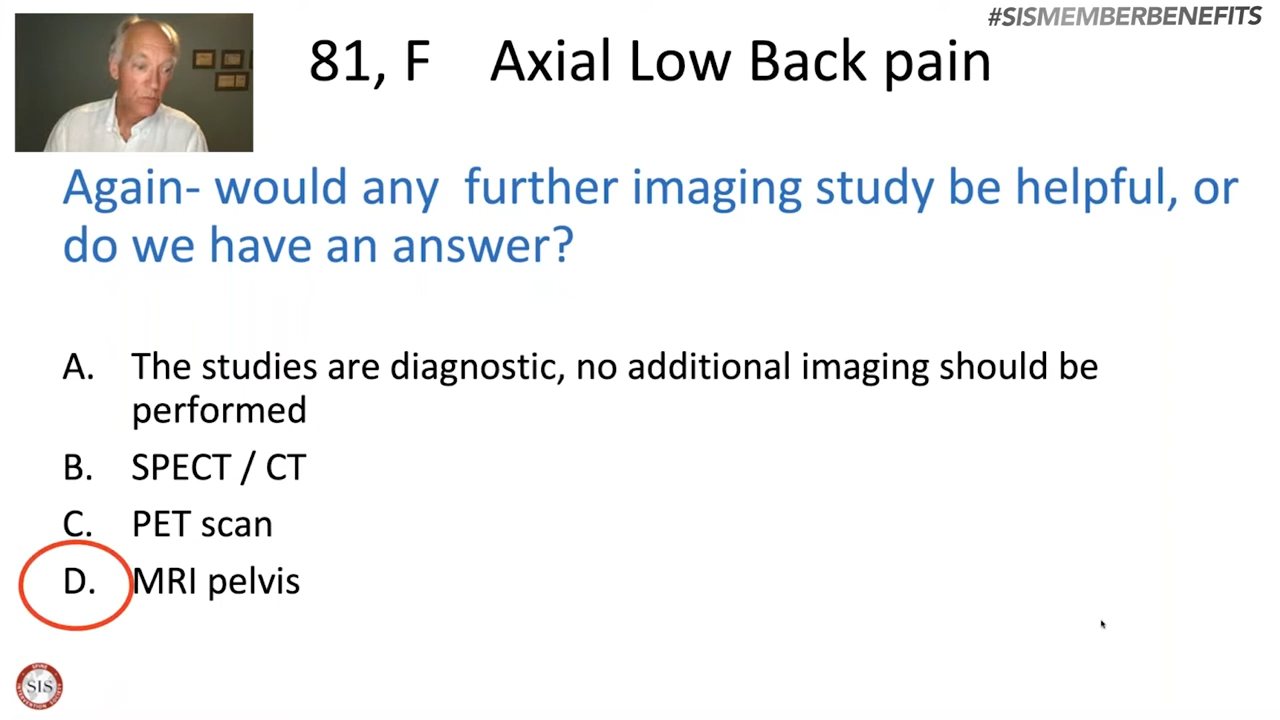 #SISMEMBERBENEFITS
81, F Axial Low Back pain
Again- would any further imaging study be helpful, or
do we have an answer?
A. The studies are diagnostic, no additional imaging should be
performed
B. SPECT / CT
C. PET scan
D. MRI pelvis
SIS